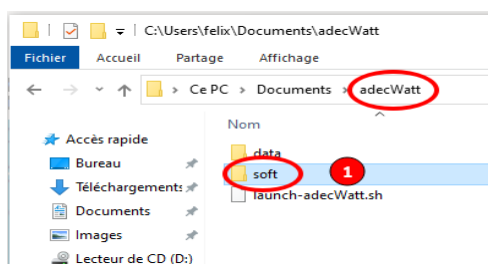 C:\Users\felix\Documents\adecWatt
Fichier Accueil Partage Affichage
Ce PC > Documents > adecWatt
Nom
Accès rapide
Bureau
Téléchargements
Documents
Images
Lecteur de CD (D:)
data
soft
1
launch-adecWatt.sh